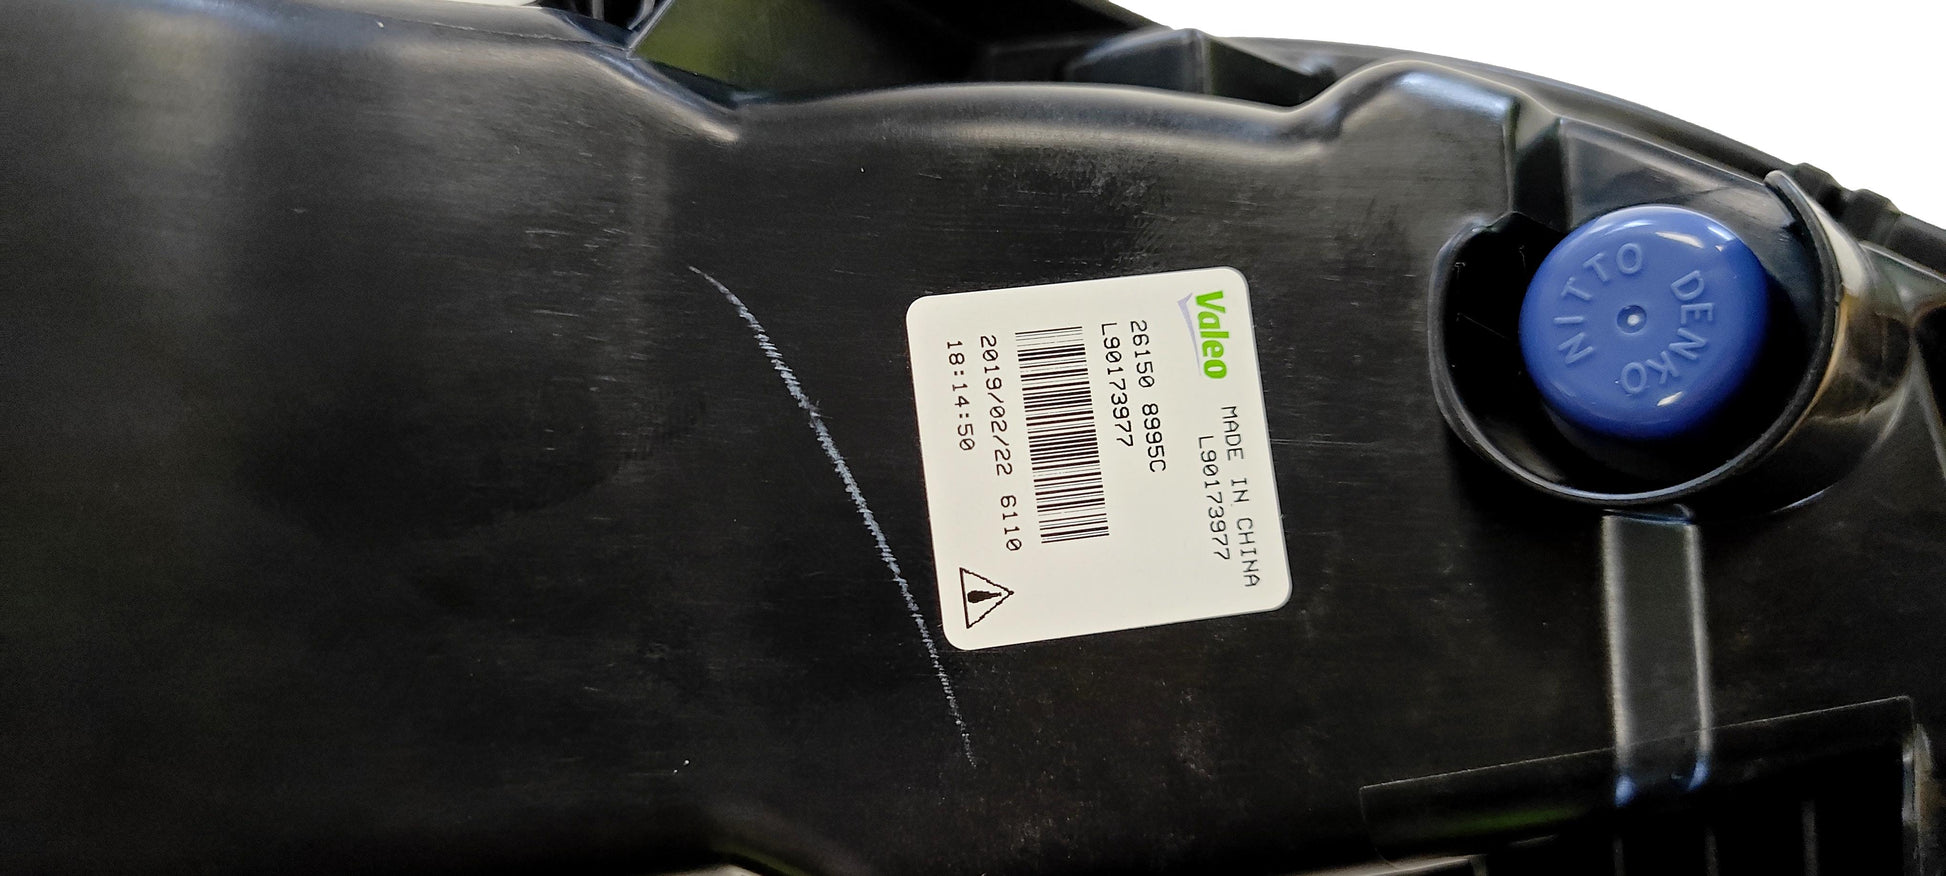 Valeo
MADE IN CHINA
L90173977
26150 8995C
L90173977
2019/02/22 6110
18:14:50
NITTO DENKO